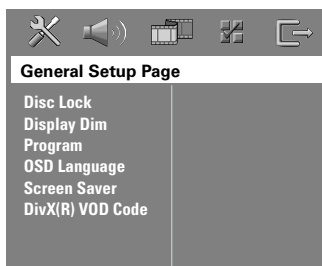 General Setup Page
Disc Lock
Display Dim
Program
OSD Language
Screen Saver
DivX(R) VOD Code